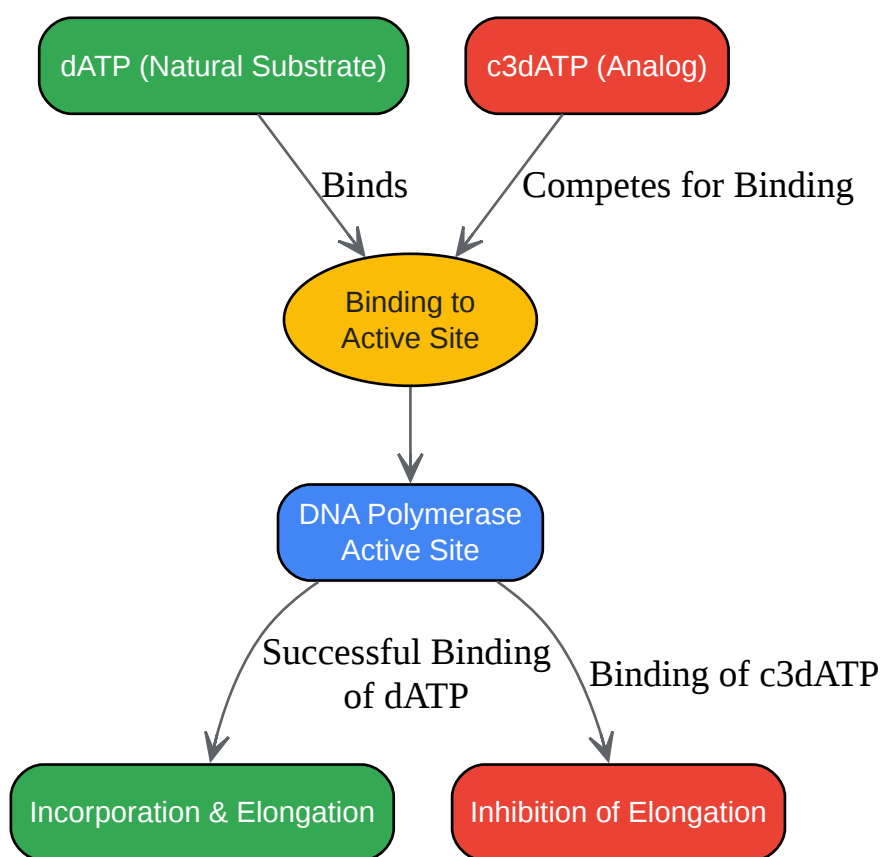 dATP (Natural Substrate)
c3dATP (Analog)
Binds
Competes for Binding
Binding to
Active Site
DNA Polymerase
Active Site
Successful Binding
of dATP
Binding of c3dATP
Incorporation & Elongation
Inhibition of Elongation